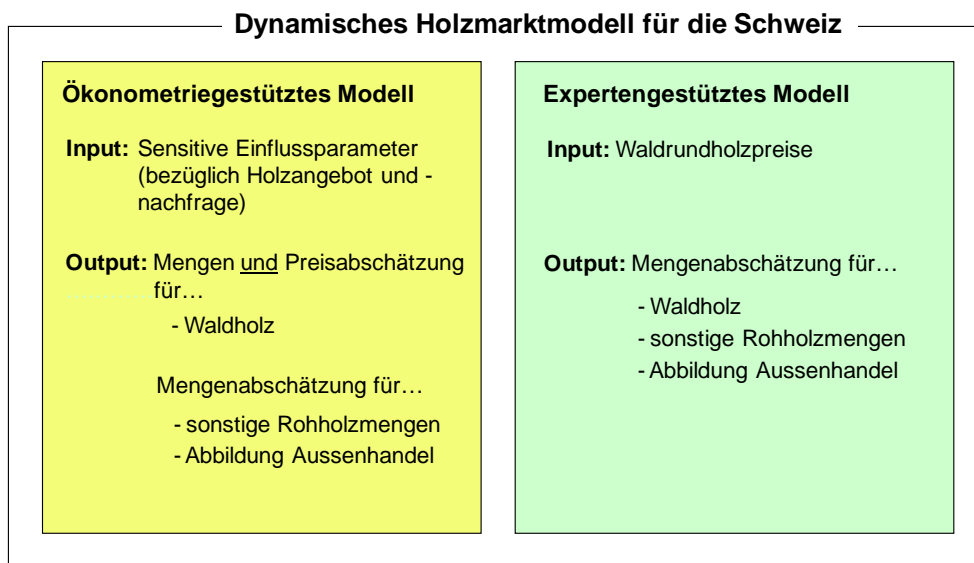 Dynamisches Holzmarktmodell für die Schweiz
Ökonometriegestütztes Modell
Input: Sensitive Einflussparameter
(bezüglich Holzangebot und -
nachfrage)
Output: Mengen und Preisabschätzung
für…
- Waldholz
Mengenabschätzung für…
- sonstige Rohholzmengen
- Abbildung Aussenhandel
Expertengestütztes Modell
Input: Waldrundholzpreise
Output: Mengenabschätzung für…
- Waldholz
- sonstige Rohholzmengen
- Abbildung Aussenhandel